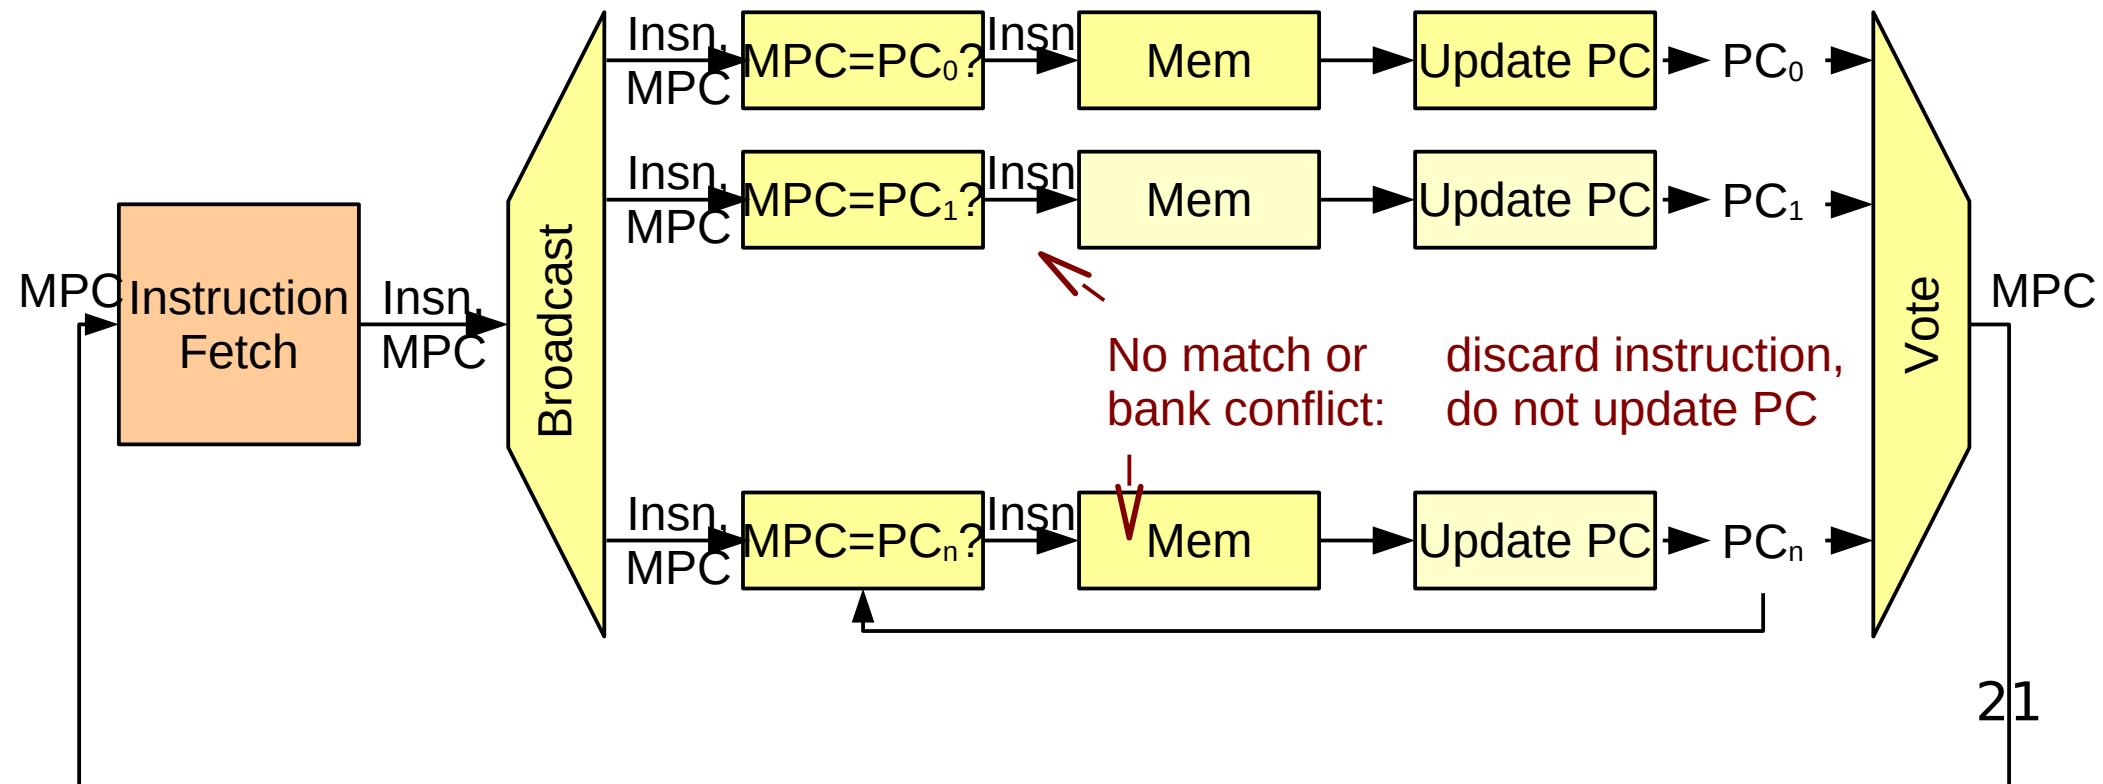 Insn,
MPC
MPC=PC₀?
Insn
Mem
Update PC
PC₀
Insn,
MPC
MPC=PC₁?
Insn
Mem
Update PC
PC₁
MPC
Instruction
Fetch
Insn,
MPC
Broadcast
No match or
bank conflict:
discard instruction,
do not update PC
Vote
MPC
Insn,
MPC
MPC=PCₙ?
Insn
Mem
Update PC
PCₙ
21